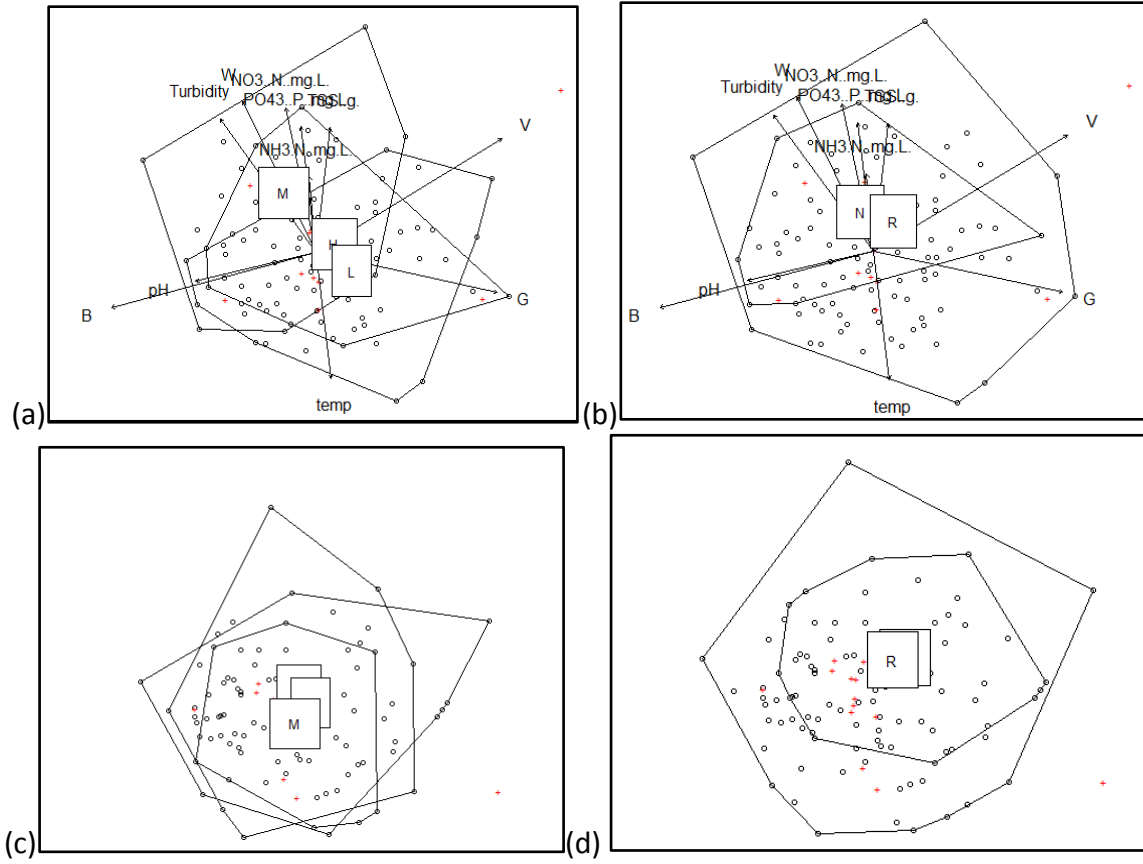 W
NO3..N..mg.L.
Turbidity
PO43..P..mg.L.
TSS.g.
V
NH3.N..mg.L.
M
H
L
pH
B
G
temp
(a)
W
NO3..N..mg.L.
Turbidity
PO43..P..mg.L.
TSS.g.
V
NH3.N..mg.L.
N
R
pH
B
G
temp
(b)
M
(c)
R
(d)